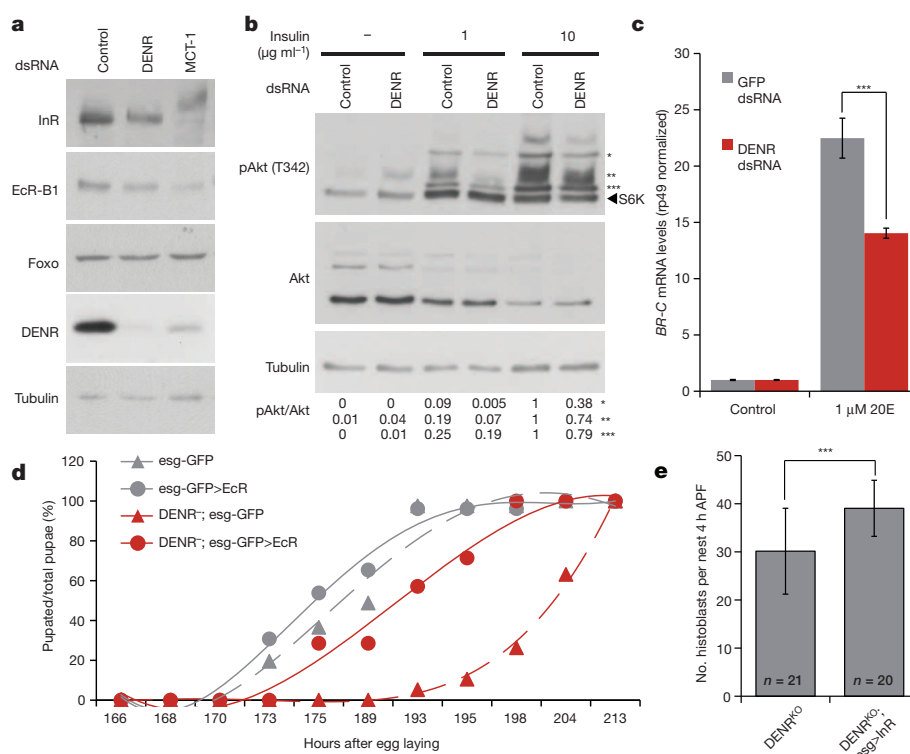 a
dsRNA
Control
DENR
MCT-1
InR
EcR-B1
Foxo
DENR
Tubulin
b
Insulin
(µg ml⁻¹)
– 1 10
dsRNA
Control
DENR
Control
DENR
Control
DENR
pAkt (T342)
*
**
***
S6K
Akt
Tubulin
pAkt/Akt
0 0 0.09 0.005 1 0.38 *
0.01 0.04 0.19 0.07 1 0.74 **
0 0.01 0.25 0.19 1 0.79 ***
c
BR-C mRNA levels (rp49 normalized)
30
25
20
15
10
5
0
GFP
dsRNA
DENR
dsRNA
***
Control
1 µM 20E
d
Pupated/total pupae (%)
120
100
80
60
40
20
0
esg-GFP
esg-GFP>EcR
DENR⁻; esg-GFP
DENR⁻; esg-GFP>EcR
166 168 170 173 175 189 193 195 198 204 213
Hours after egg laying
e
No. histoblasts per nest 4 h APF
50
40
30
20
10
0
***
n = 21
n = 20
DENRᴷᴼ
DENRᴷᴼ;
esg>InR